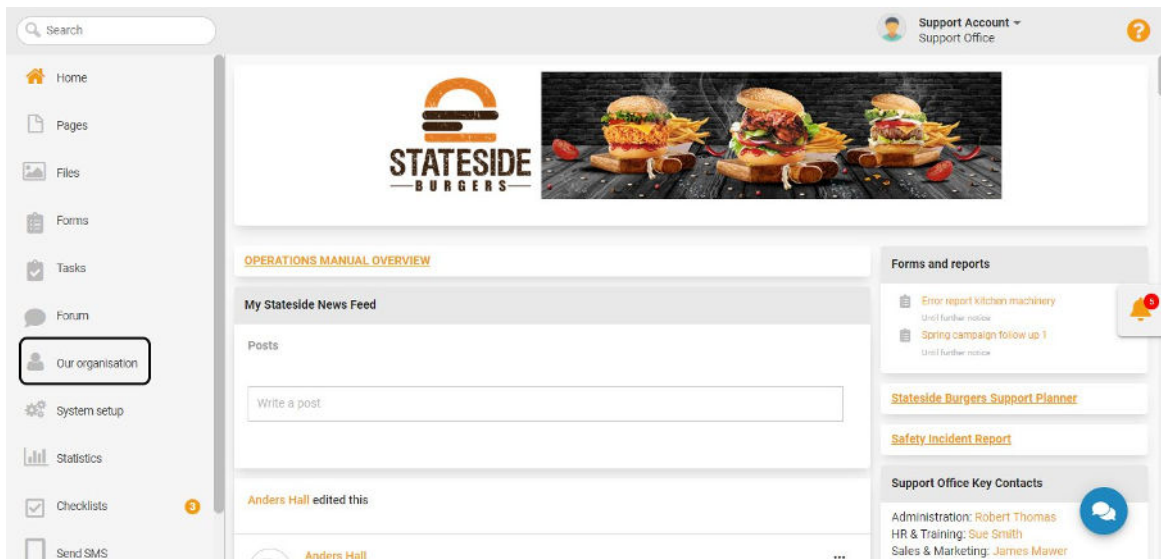 Search
Support Account
Support Office
?
Home
Pages
Files
Forms
Tasks
Forum
Our organisation
System setup
Statistics
Checklists
3
Send SMS
STATESIDE
BURGERS
OPERATIONS MANUAL OVERVIEW
My Stateside News Feed
Posts
Write a post
Anders Hall edited this
Anders Hall
...
Forms and reports
Error report kitchen machinery
Until further notice
Spring campaign follow up 1
Until further notice
5
Stateside Burgers Support Planner
Safety Incident Report
Support Office Key Contacts
Administration: Robert Thomas
HR & Training: Sue Smith
Sales & Marketing: James Mawer